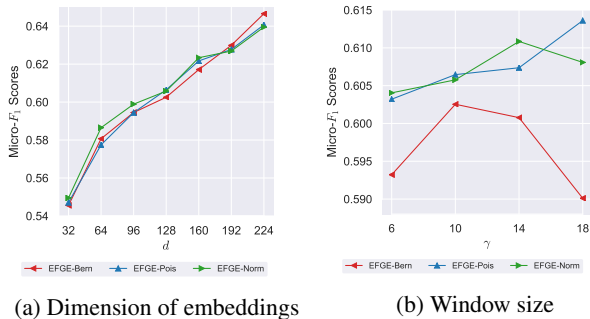 0.64
0.62
0.60
0.58
0.56
0.54
Micro-F1 Scores
32 64 96 128 160 192 224
d
EFGE-Bern EFGE-Pois EFGE-Norm
(a) Dimension of embeddings
0.615
0.610
0.605
0.600
0.595
0.590
Micro-F1 Scores
6 10 14 18
γ
EFGE-Bern EFGE-Pois EFGE-Norm
(b) Window size